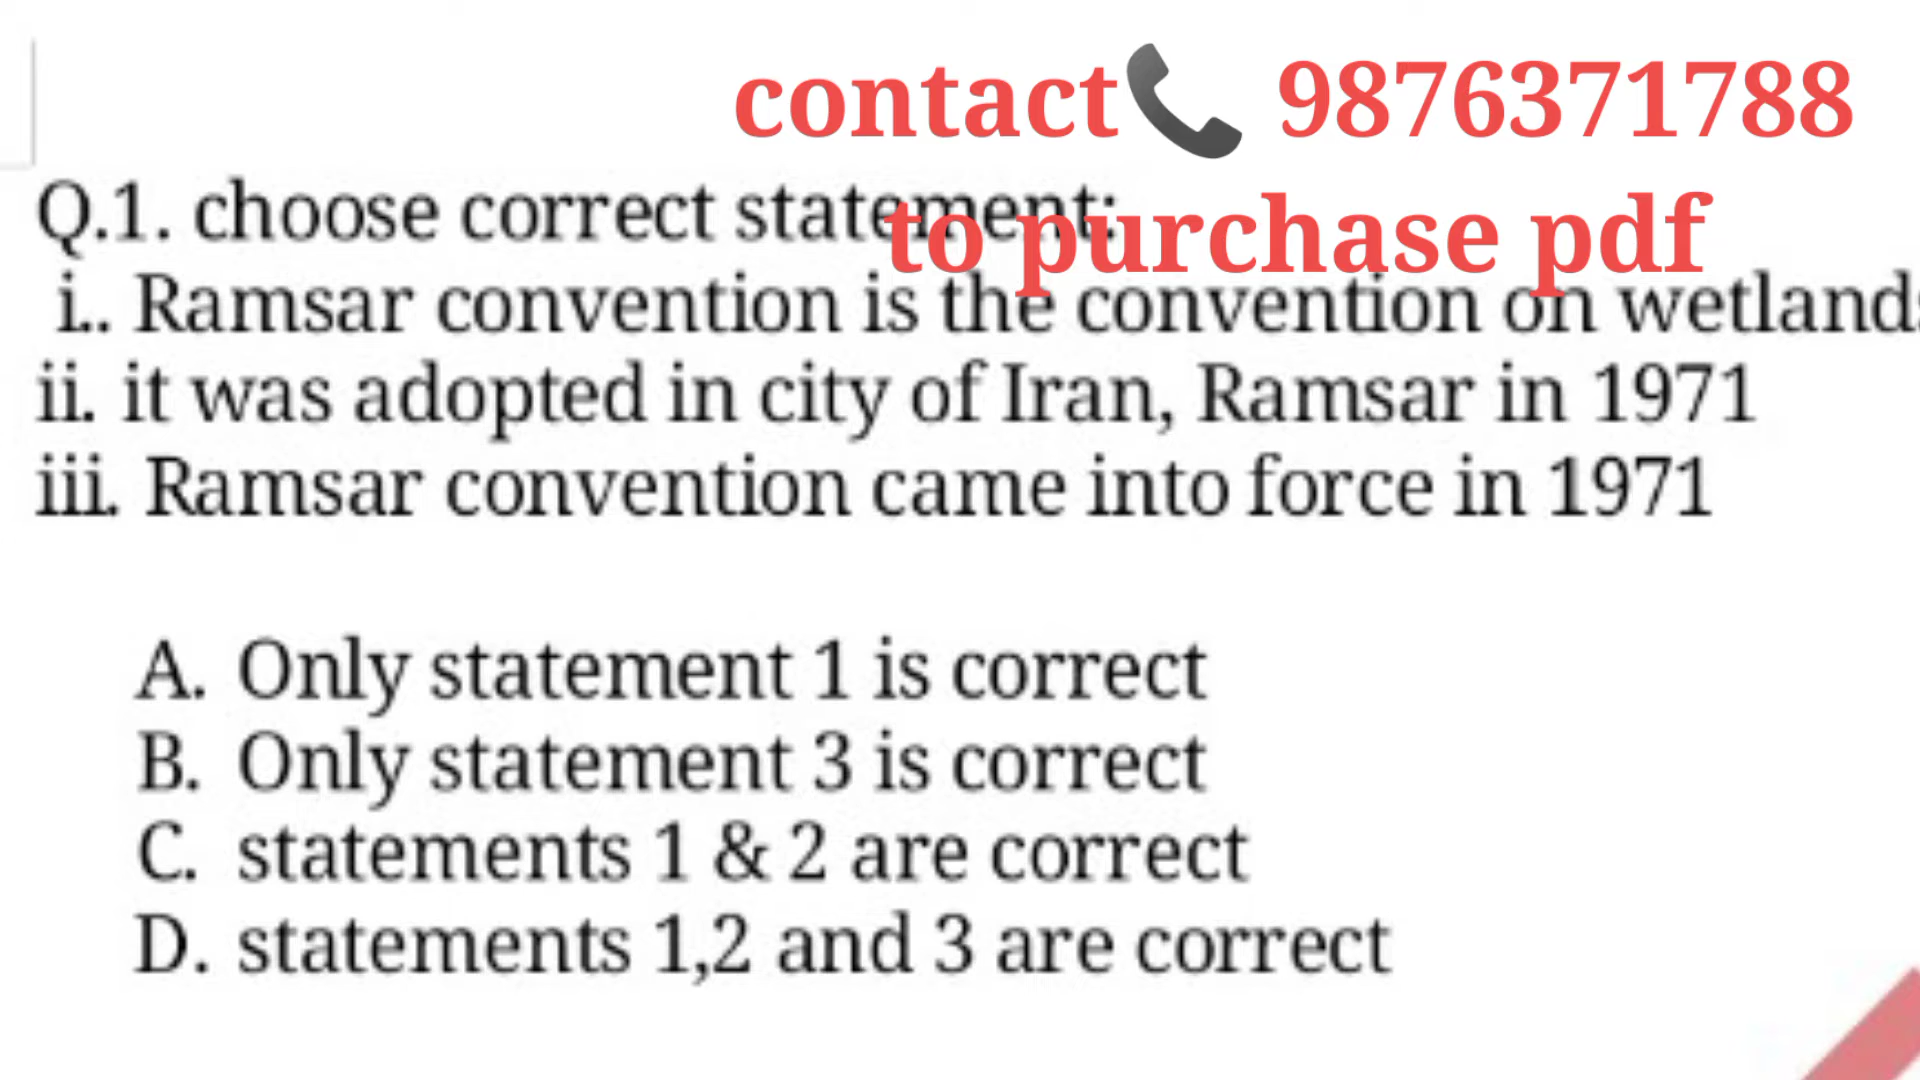 contact📞 9876371788
to purchase pdf
Q.1. choose correct statement:
i.. Ramsar convention is the convention on wetlands
ii. it was adopted in city of Iran, Ramsar in 1971
iii. Ramsar convention came into force in 1971
A. Only statement 1 is correct
B. Only statement 3 is correct
C. statements 1 & 2 are correct
D. statements 1,2 and 3 are correct